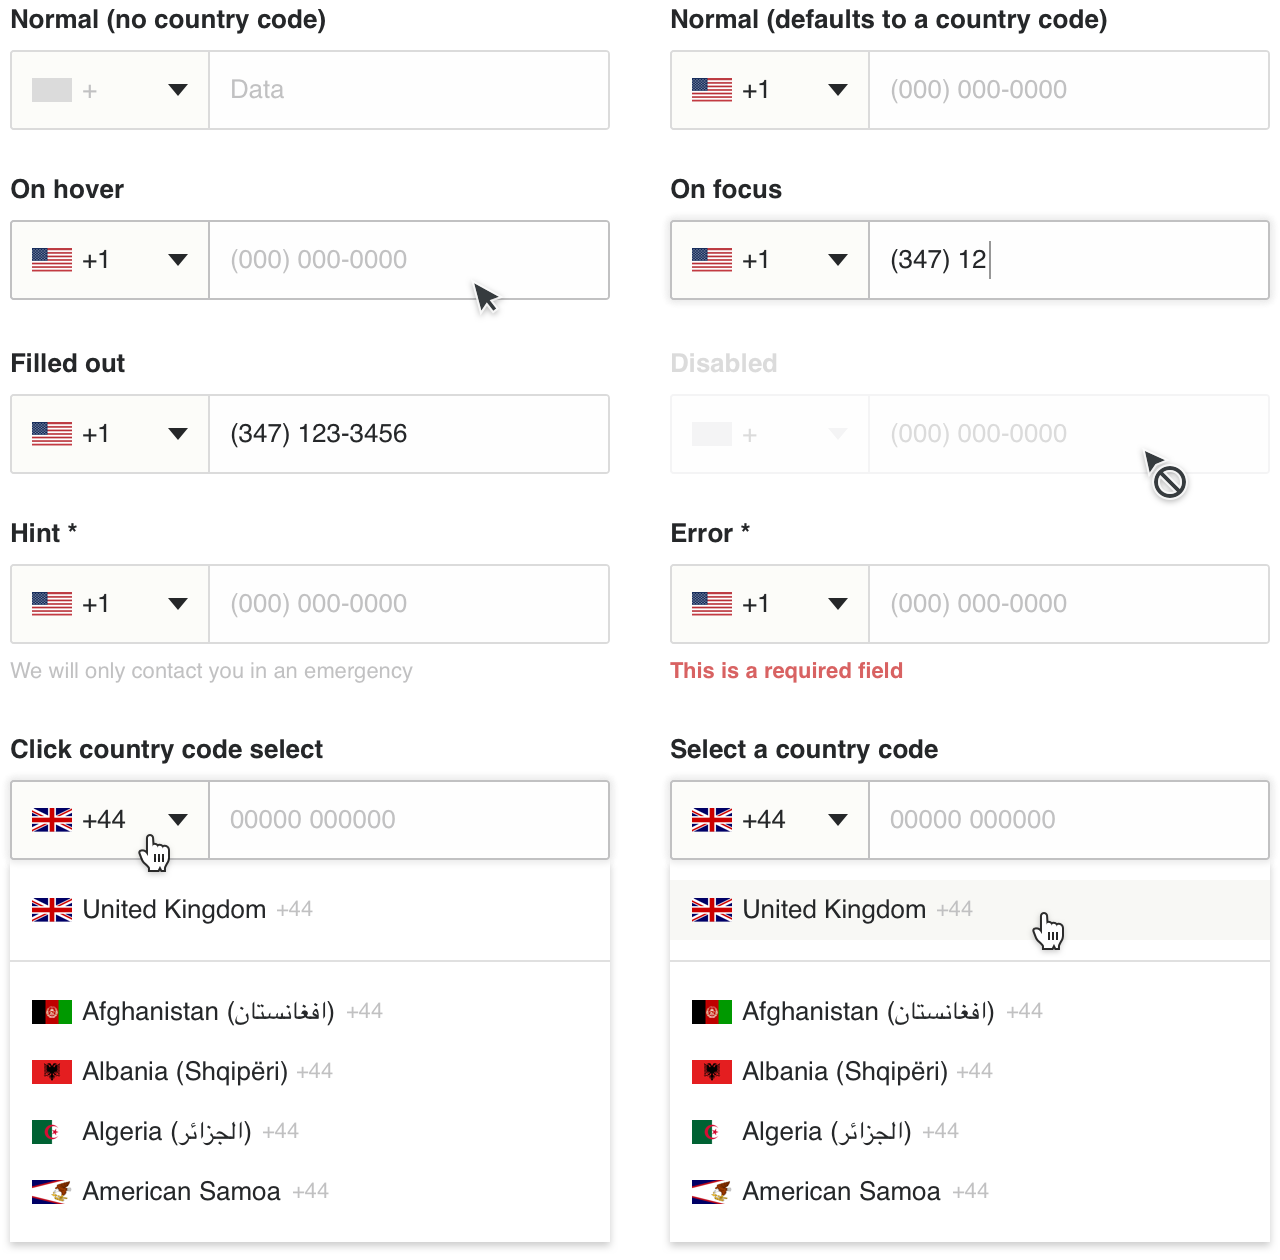 Normal (no country code)
Normal (defaults to a country code)
+
Data
+1
(000) 000-0000
On hover
On focus
+1
(000) 000-0000
+1
(347) 12
Filled out
Disabled
+1
(347) 123-3456
+
(000) 000-0000
Hint *
Error *
+1
(000) 000-0000
+1
(000) 000-0000
We will only contact you in an emergency
This is a required field
Click country code select
Select a country code
+44
00000 000000
+44
00000 000000
United Kingdom +44
United Kingdom +44
Afghanistan (افغانستان) +44
Afghanistan (افغانستان) +44
Albania (Shqipëri) +44
Albania (Shqipëri) +44
Algeria (الجزائر) +44
Algeria (الجزائر) +44
American Samoa +44
American Samoa +44